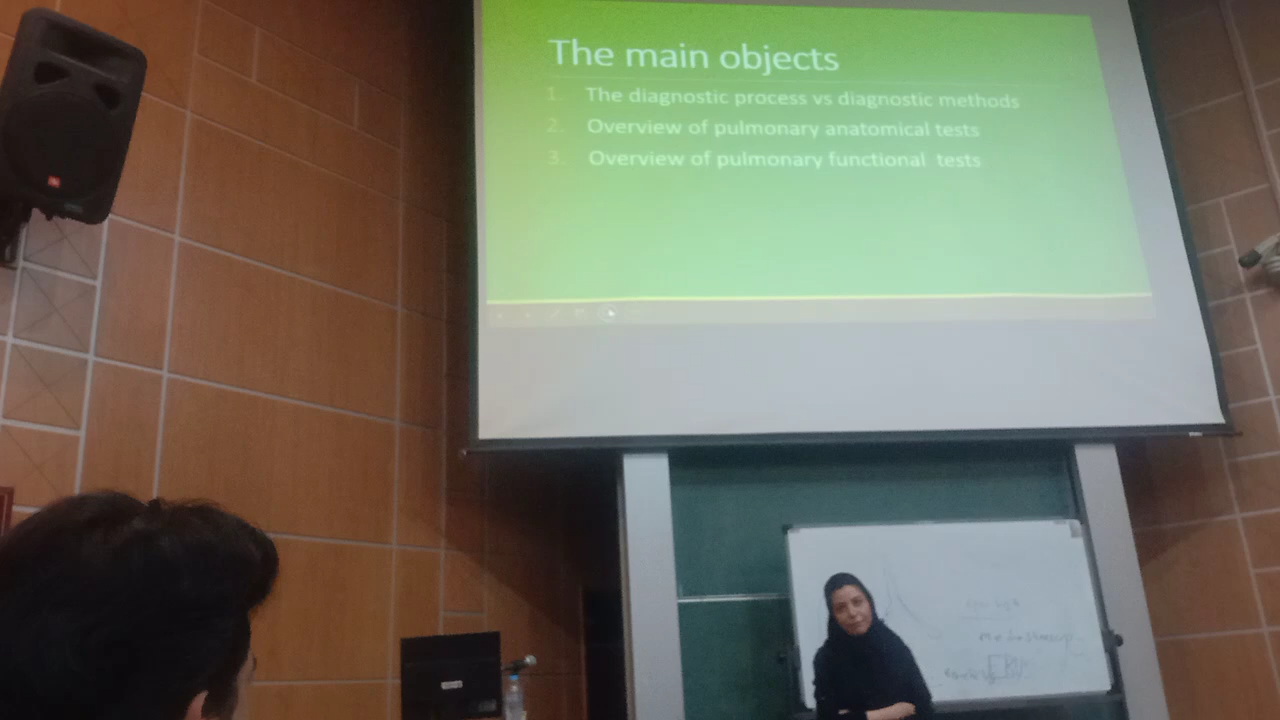 The main objects
1. The diagnostic process vs diagnostic methods
2. Overview of pulmonary anatomical tests
3. Overview of pulmonary functional tests